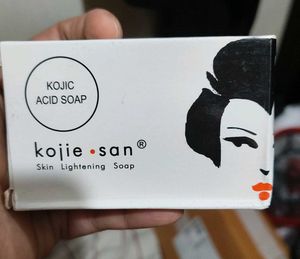 KOJIC
ACID SOAP
kojie.san®
Skin Lightening Soap